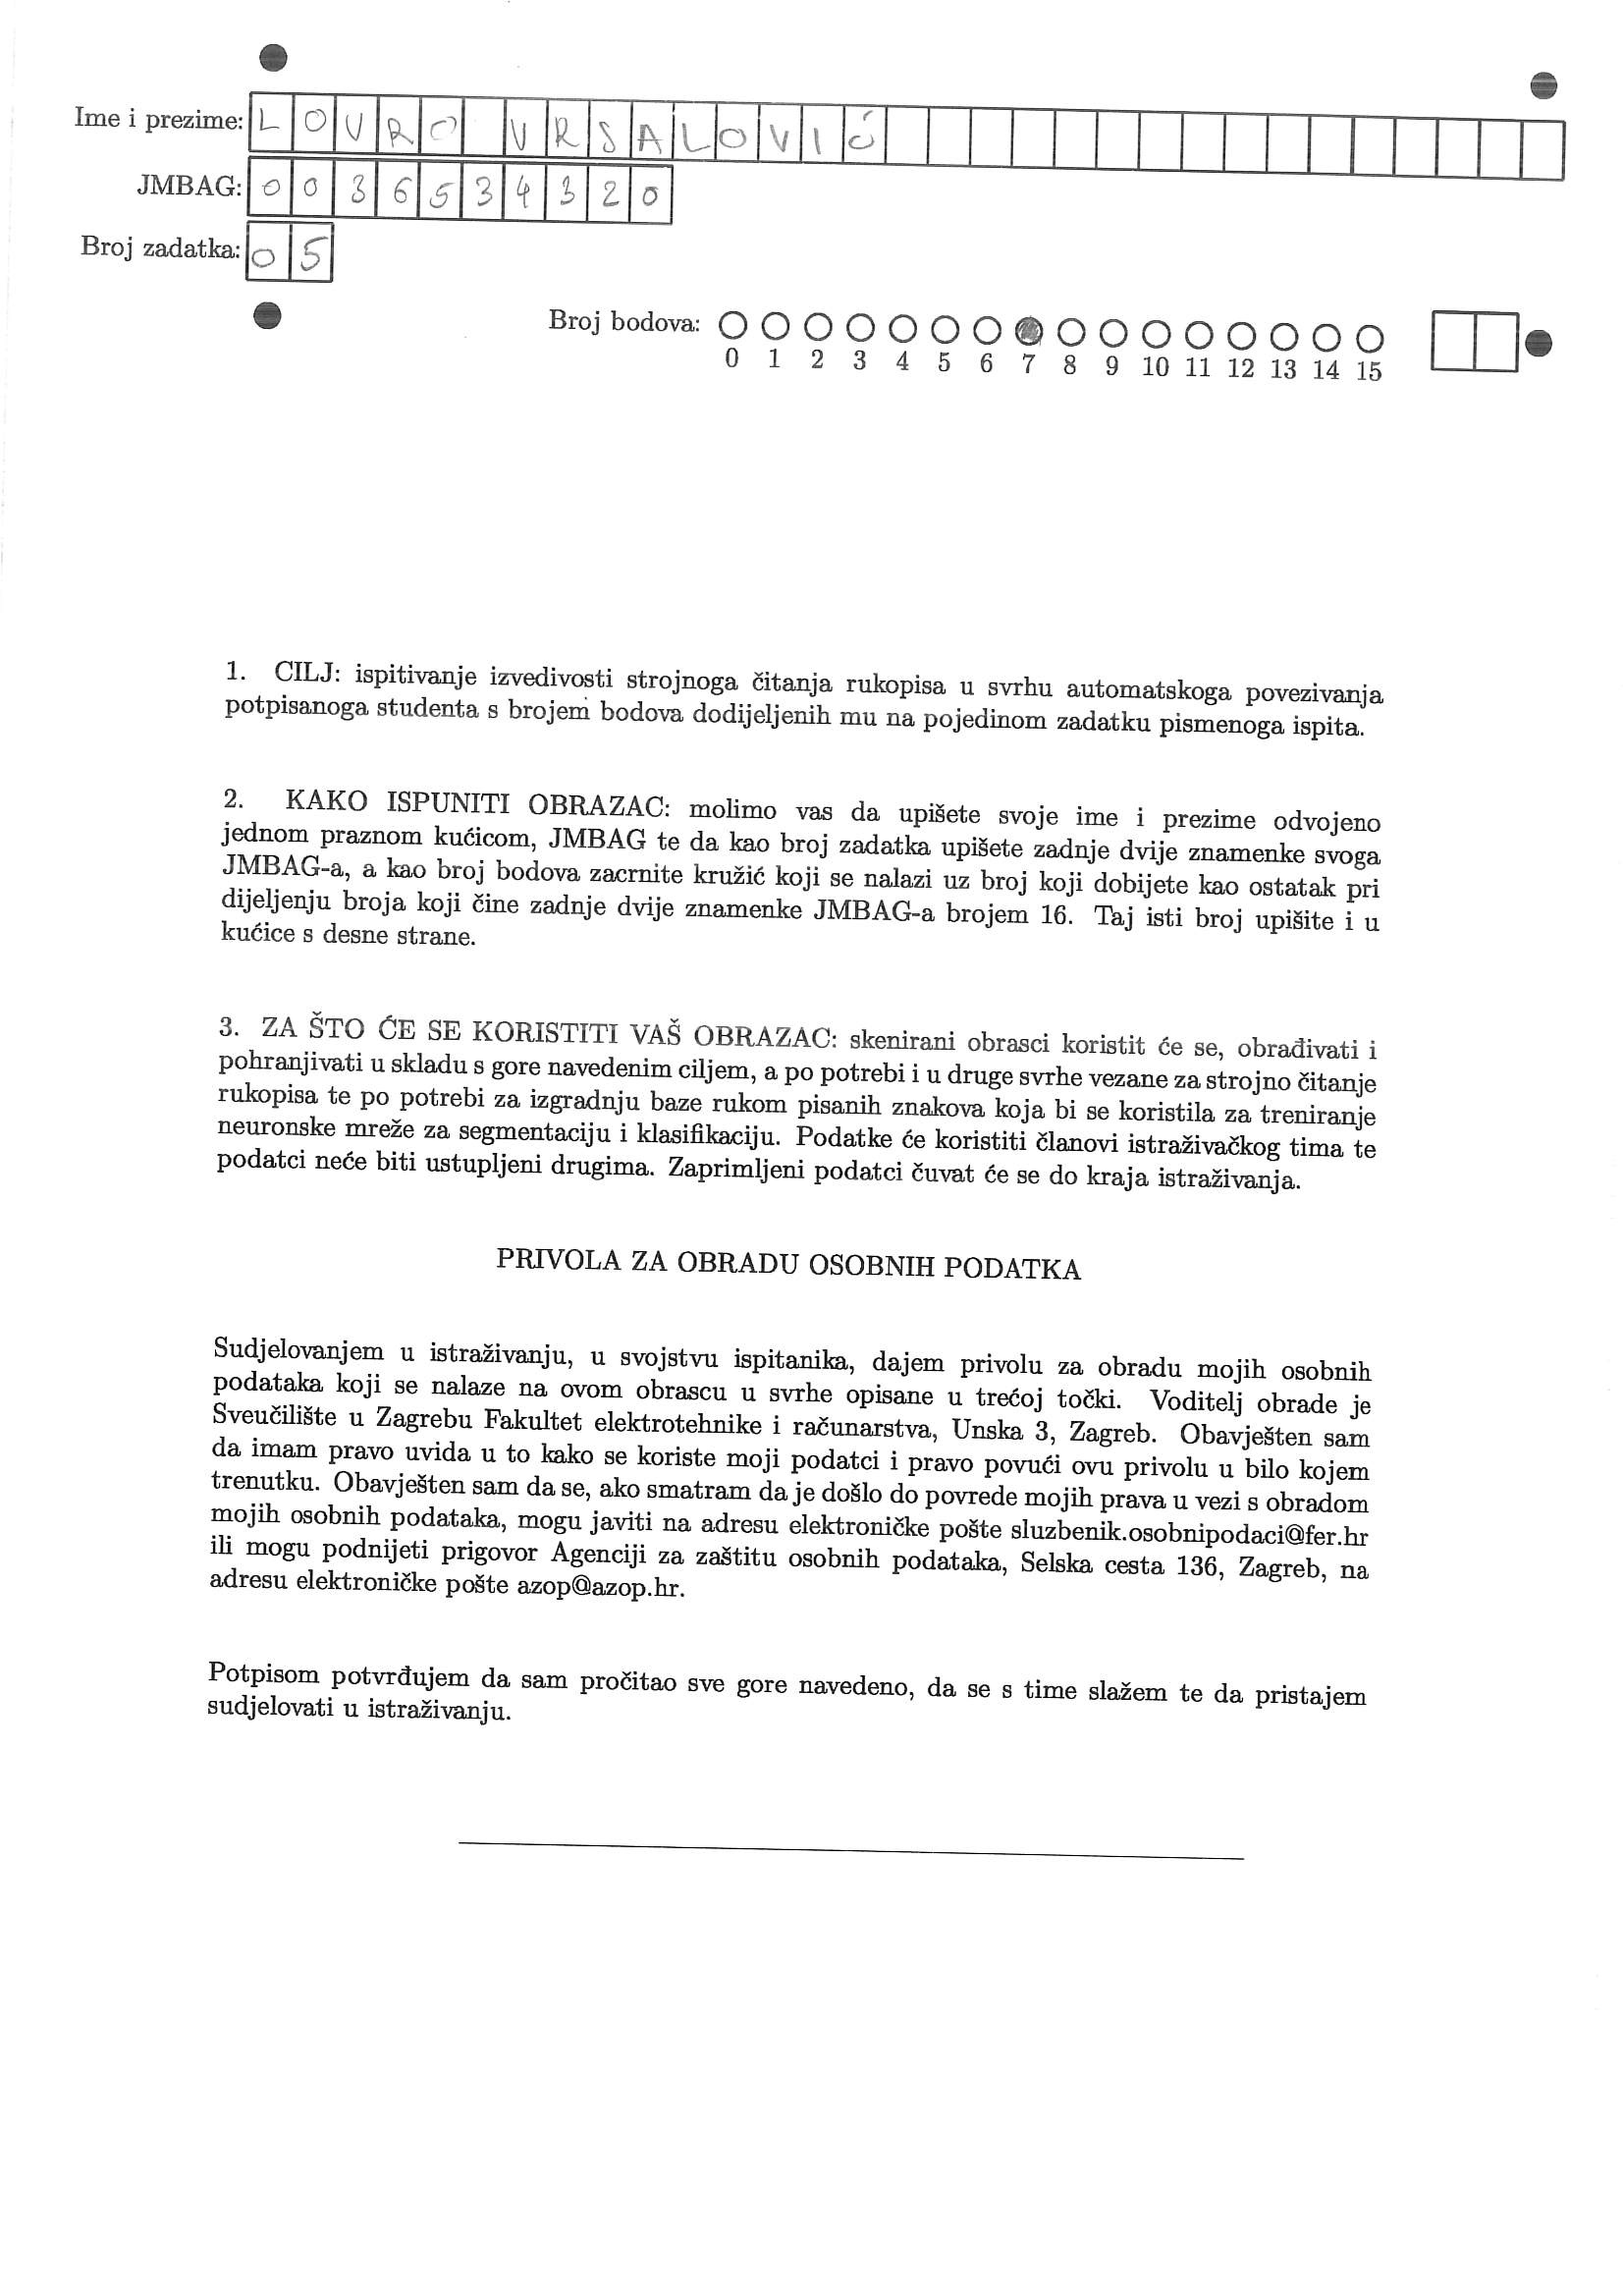 Ime i prezime: LOVRO VRSALOVIĆ
JMBAG: 0036534320
Broj zadatka: 05
Broj bodova:
0 1 2 3 4 5 6 7 8 9 10 11 12 13 14 15
1. CILJ: ispitivanje izvedivosti strojnoga čitanja rukopisa u svrhu automatskoga povezivanja
potpisanoga studenta s brojem bodova dodijeljenih mu na pojedinom zadatku pismenoga ispita.
2. KAKO ISPUNITI OBRAZAC: molimo vas da upišete svoje ime i prezime odvojeno
jednom praznom kućicom, JMBAG te da kao broj zadatka upišete zadnje dvije znamenke svoga
JMBAG-a, a kao broj bodova zacrnite kružić koji se nalazi uz broj koji dobijete kao ostatak pri
dijeljenju broja koji čine zadnje dvije znamenke JMBAG-a brojem 16. Taj isti broj upišite i u
kućice s desne strane.
3. ZA ŠTO ĆE SE KORISTITI VAŠ OBRAZAC: skenirani obrasci koristit će se, obrađivati i
pohranjivati u skladu s gore navedenim ciljem, a po potrebi i u druge svrhe vezane za strojno čitanje
rukopisa te po potrebi za izgradnju baze rukom pisanih znakova koja bi se koristila za treniranje
neuronske mreže za segmentaciju i klasifikaciju. Podatke će koristiti članovi istraživačkog tima te
podatci neće biti ustupljeni drugima. Zaprimljeni podatci čuvat će se do kraja istraživanja.
PRIVOLA ZA OBRADU OSOBNIH PODATKA
Sudjelovanjem u istraživanju, u svojstvu ispitanika, dajem privolu za obradu mojih osobnih
podataka koji se nalaze na ovom obrascu u svrhe opisane u trećoj točki. Voditelj obrade je
Sveučilište u Zagrebu Fakultet elektrotehnike i računarstva, Unska 3, Zagreb. Obavješten sam
da imam pravo uvida u to kako se koriste moji podatci i pravo povući ovu privolu u bilo kojem
trenutku. Obavješten sam da se, ako smatram da je došlo do povrede mojih prava u vezi s obradom
mojih osobnih podataka, mogu javiti na adresu elektroničke pošte sluzbenik.osobnipodaci@fer.hr
ili mogu podnijeti prigovor Agenciji za zaštitu osobnih podataka, Selska cesta 136, Zagreb, na
adresu elektroničke pošte azop@azop.hr.
Potpisom potvrđujem da sam pročitao sve gore navedeno, da se s time slažem te da pristajem
sudjelovati u istraživanju.